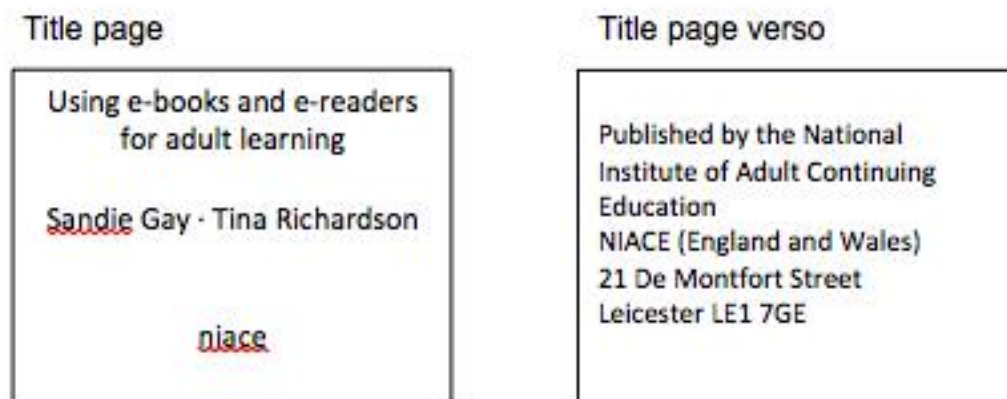 Title page
Using e-books and e-readers
for adult learning
Sandie Gay · Tina Richardson
niace
Title page verso
Published by the National
Institute of Adult Continuing
Education
NIACE (England and Wales)
21 De Montfort Street
Leicester LE1 7GE